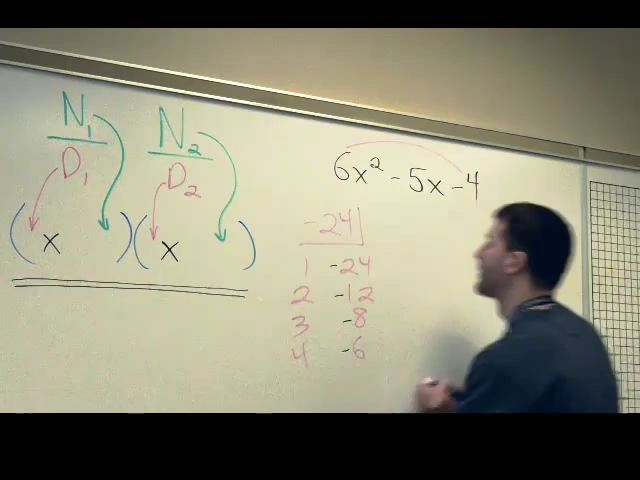 N₁ N₂
D₁ D₂
( x )( x )
6x² - 5x - 4
-24
1 -24
2 -12
3 -8
4 -6